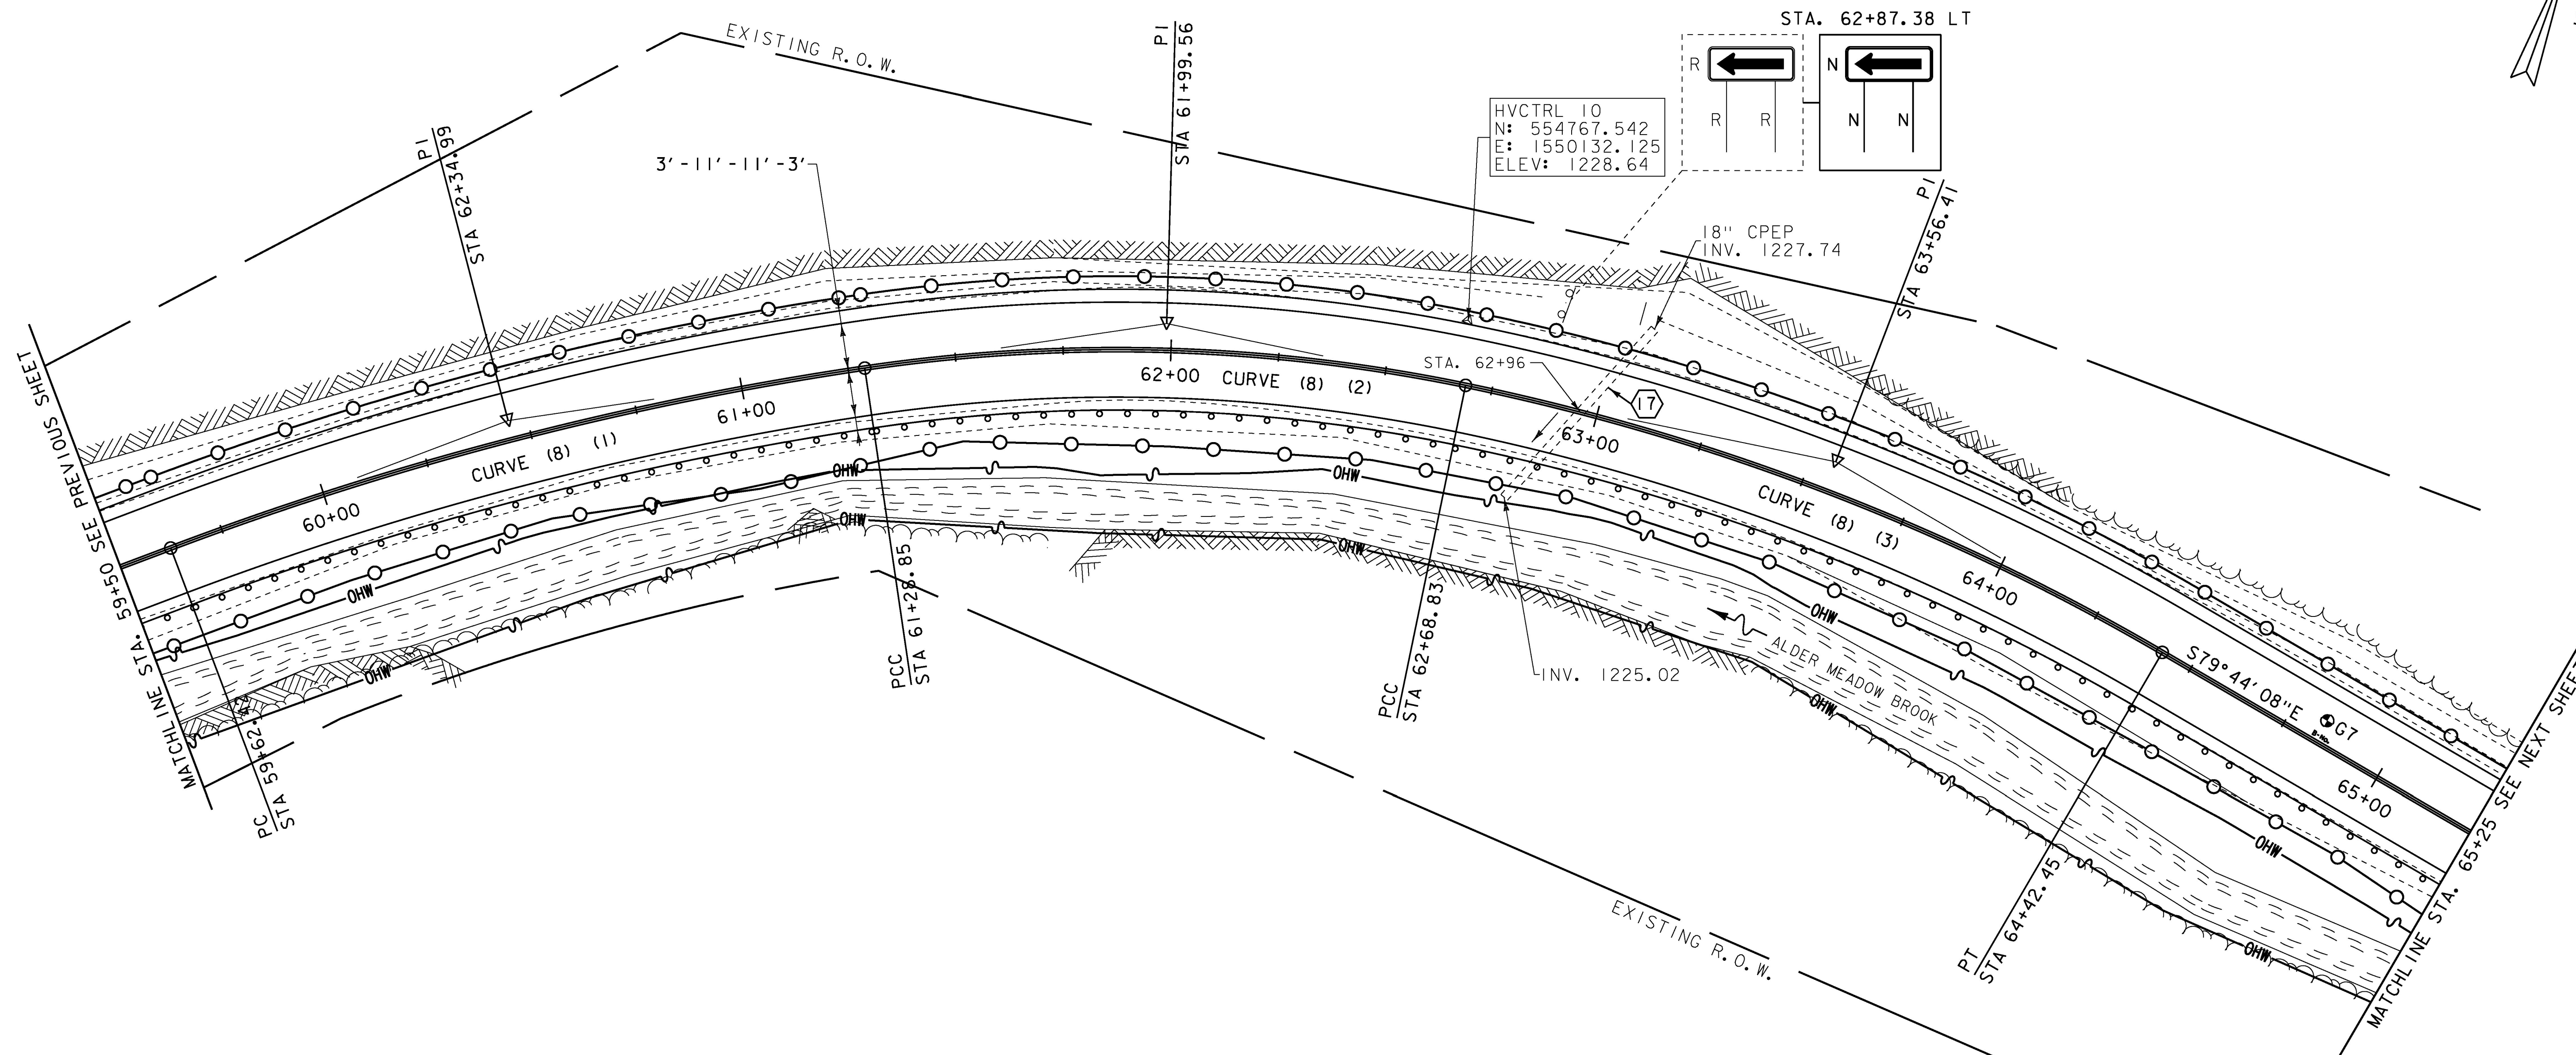 STA. 62+87.38 LT
EXISTING R.O.W.
PI
STA 61+99.56
R
R
R
N
N
N
HVCTRL 10
N: 554767.542
E: 1550132.125
ELEV: 1228.64
PI
STA 62+34.99
3'-11'-11'-3'
PI
STA 63+56.41
18" CPEP
INV. 1227.74
STA. 62+96
17
62+00
CURVE (8) (2)
61+00
CURVE (8) (1)
60+00
63+00
CURVE (8) (3)
64+00
OHW
OHW
OHW
OHW
OHW
OHW
OHW
OHW
OHW
OHW
OHW
MATCHLINE STA. 59+50 SEE PREVIOUS SHEET
PC
STA 59+62.
PCC
STA 61+28.85
PCC
STA 62+68.83
INV. 1225.02
ALDER MEADOW BROOK
S79°44'08"E
G7
65+00
PT
STA 64+42.45
EXISTING R.O.W.
MATCHLINE STA. 65+25 SEE NEXT SHEET